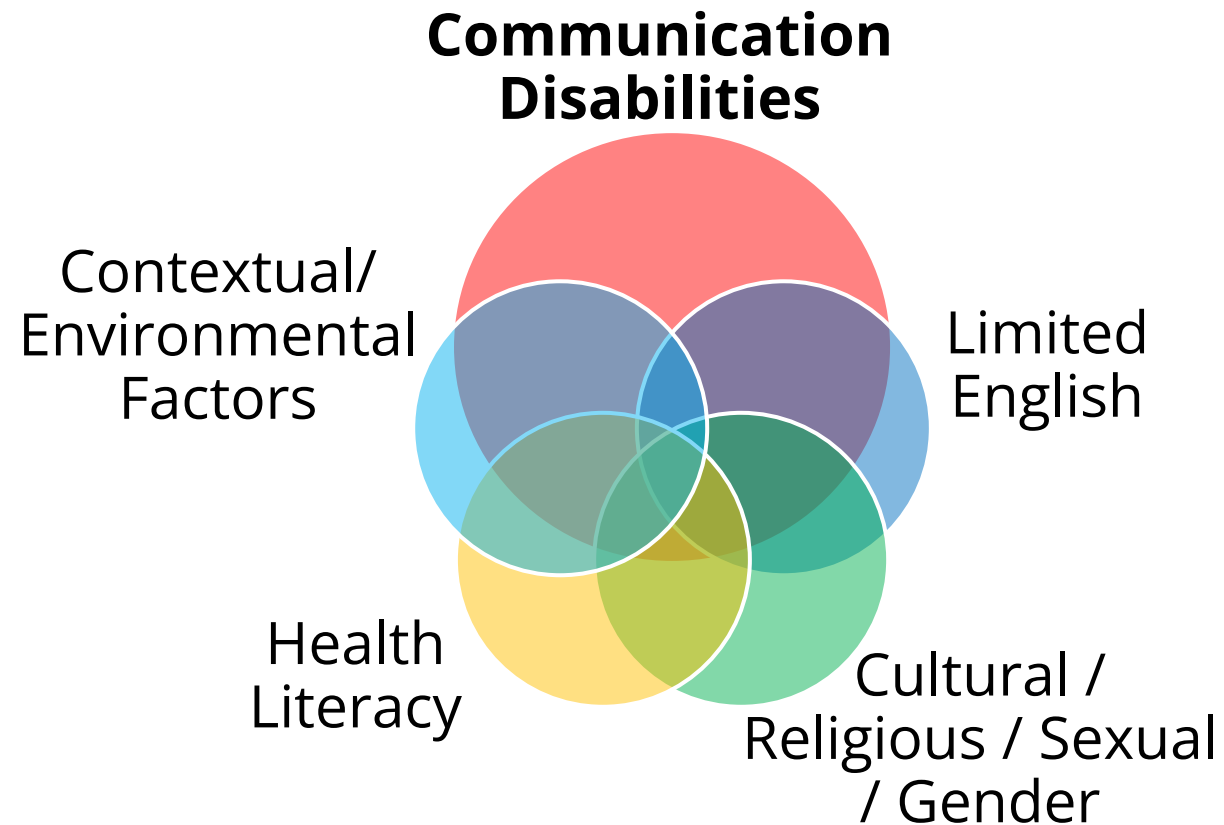 Communication
Disabilities
Contextual/
Environmental
Factors
Limited
English
Health
Literacy
Cultural /
Religious / Sexual
/ Gender